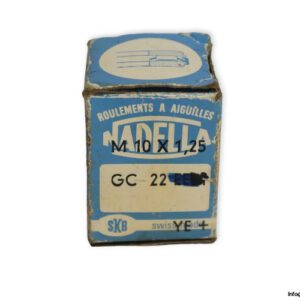 ROULEMENTS A AIGUILLES
NADELLA
M 10 X 1,25
GC 22
SKB
YE +